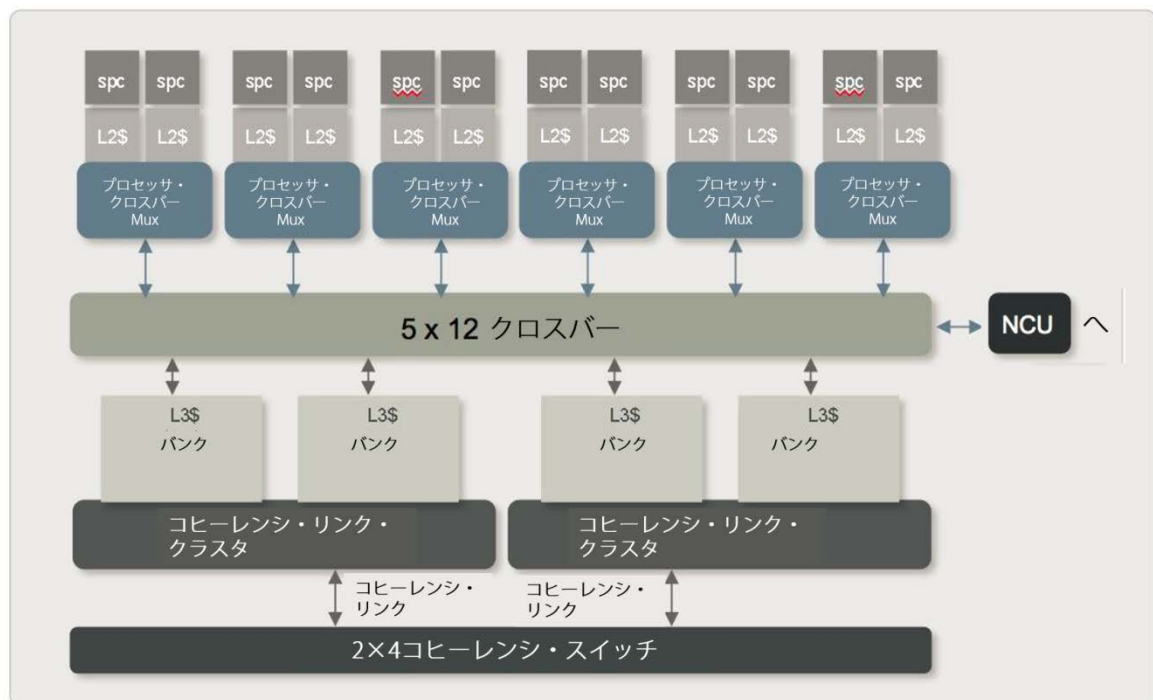 spc spc spc spc spc spc spc spc spc spc spc spc
L2$ L2$ L2$ L2$ L2$ L2$ L2$ L2$ L2$ L2$ L2$ L2$
プロセッサ・ プロセッサ・ プロセッサ・ プロセッサ・ プロセッサ・ プロセッサ・
クロスバー クロスバー クロスバー クロスバー クロスバー クロスバー
Mux Mux Mux Mux Mux Mux
5 x 12 クロスバー
NCU へ
L3$ L3$ L3$ L3$
バンク バンク バンク バンク
コヒーレンシ・リンク・ コヒーレンシ・リンク・
クラスタ クラスタ
コヒーレンシ・ コヒーレンシ・
リンク リンク
2×4コヒーレンシ・スイッチ